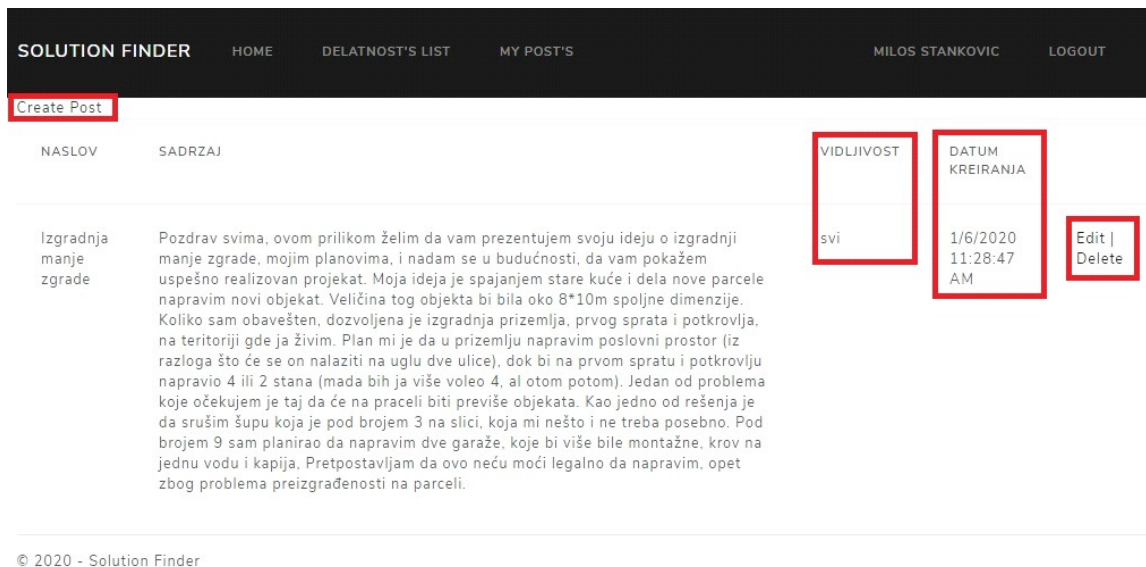 SOLUTION FINDER HOME DELATNOST'S LIST MY POST'S MILOS STANKOVIC LOGOUT
Create Post
NASLOV SADRZAJ VIDLJIVOST DATUM
KREIRANJA
Izgradnja
manje
zgrade
Pozdrav svima, ovom prilikom želim da vam prezentujem svoju ideju o izgradnji
manje zgrade, mojim planovima, i nadam se u budućnosti, da vam pokažem
uspešno realizovan projekat. Moja ideja je spajanjem stare kuće i dela nove parcele
napravim novi objekat. Veličina tog objekta bi bila oko 8*10m spoljne dimenzije.
Koliko sam obavešten, dozvoljena je izgradnja prizemlja, prvog sprata i potkrovlja,
na teritoriji gde ja živim. Plan mi je da u prizemlju napravim poslovni prostor (iz
razloga što će se on nalaziti na uglu dve ulice), dok bi na prvom spratu i potkrovlju
napravio 4 ili 2 stana (mada bih ja više voleo 4, al otom potom). Jedan od problema
koje očekujem je taj da će na praceli biti previše objekata. Kao jedno od rešenja je
da srušim šupu koja je pod brojem 3 na slici, koja mi nešto i ne treba posebno. Pod
brojem 9 sam planirao da napravim dve garaže, koje bi više bile montažne, krov na
jednu vodu i kapija, Pretpostavljam da ovo neću moći legalno da napravim, opet
zbog problema preizgrađenosti na parceli.
svi
1/6/2020
11:28:47
AM
Edit |
Delete
© 2020 - Solution Finder